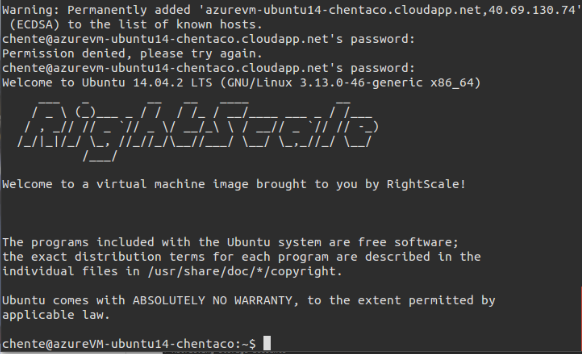 Warning: Permanently added 'azurevm-ubuntu14-chentaco.cloudapp.net,40.69.130.74'
(ECDSA) to the list of known hosts.
chente@azurevm-ubuntu14-chentaco.cloudapp.net's password:
Permission denied, please try again.
chente@azurevm-ubuntu14-chentaco.cloudapp.net's password:
Welcome to Ubuntu 14.04.2 LTS (GNU/Linux 3.13.0-46-generic x86_64)
RightScale
Welcome to a virtual machine image brought to you by RightScale!
The programs included with the Ubuntu system are free software;
the exact distribution terms for each program are described in the
individual files in /usr/share/doc/*/copyright.
Ubuntu comes with ABSOLUTELY NO WARRANTY, to the extent permitted by
applicable law.
chente@azureVM-ubuntu14-chentaco:~$